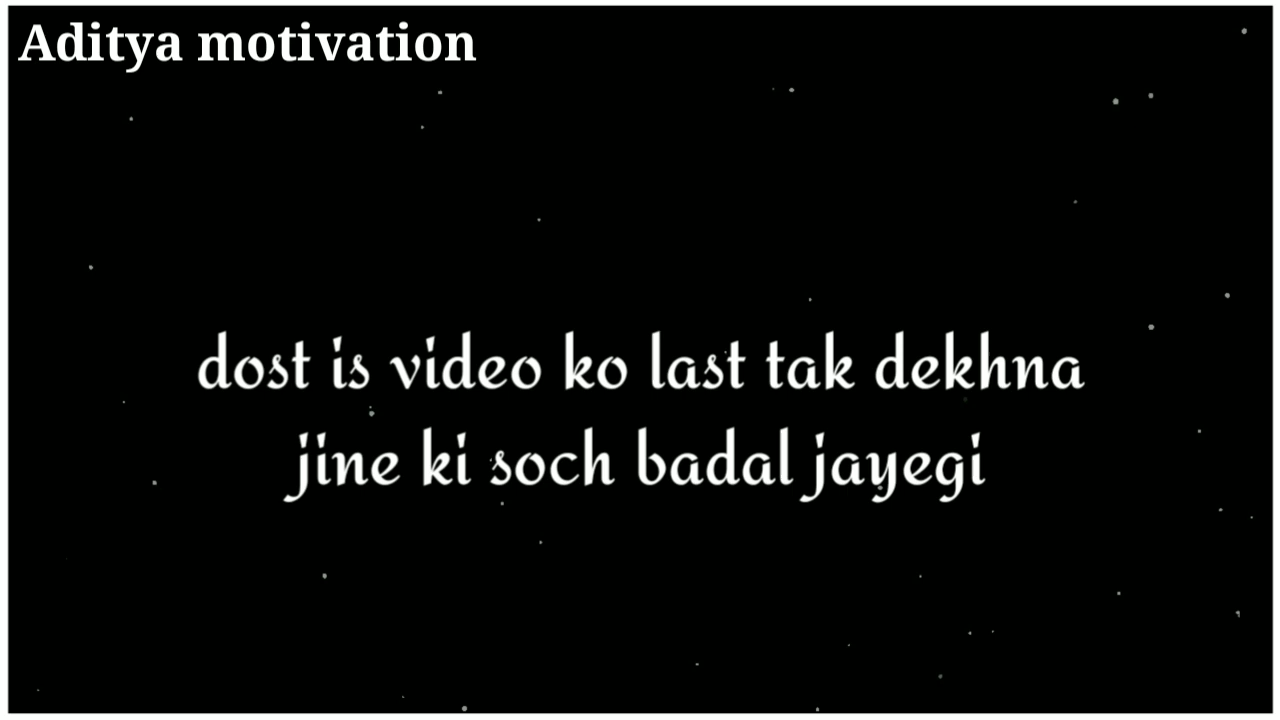 Aditya motivation
dost is video ko last tak dekhna
jine ki soch badal jayegi